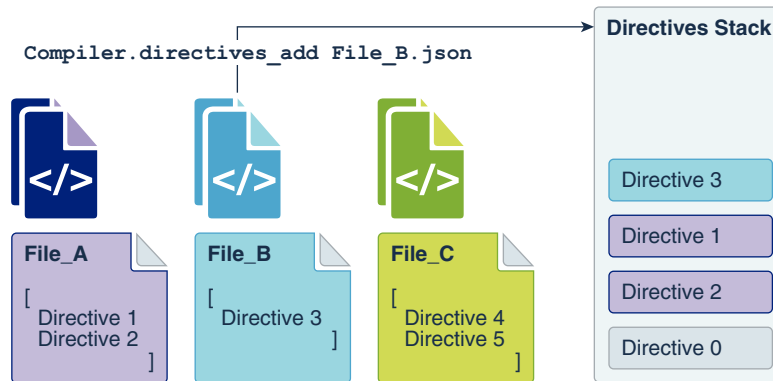 Compiler.directives_add File_B.json
</>
</>
</>
File_A
[
Directive 1
Directive 2
]
File_B
[
Directive 3
]
File_C
[
Directive 4
Directive 5
]
Directives Stack
Directive 3
Directive 1
Directive 2
Directive 0